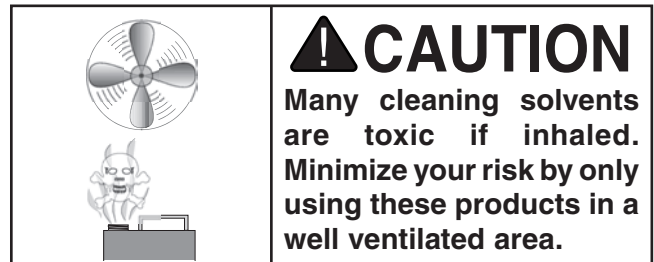 CAUTION
Many cleaning solvents
are toxic if inhaled.
Minimize your risk by only
using these products in a
well ventilated area.